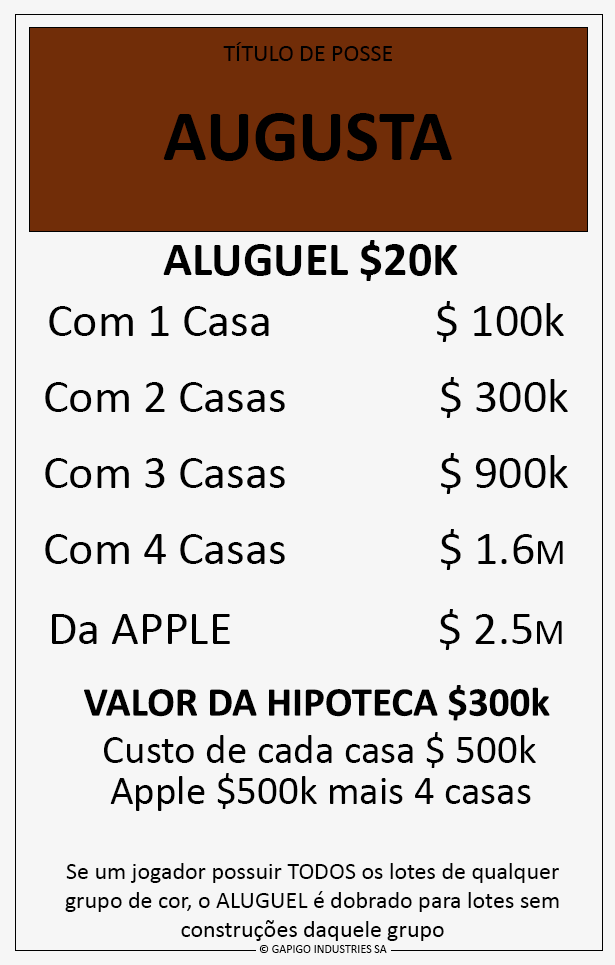 TÍTULO DE POSSE
AUGUSTA
ALUGUEL $20K
Com 1 Casa $ 100k
Com 2 Casas $ 300k
Com 3 Casas $ 900k
Com 4 Casas $ 1.6M
Da APPLE $ 2.5M
VALOR DA HIPOTECA $300k
Custo de cada casa $ 500k
Apple $500k mais 4 casas
Se um jogador possuir TODOS os lotes de qualquer
grupo de cor, o ALUGUEL é dobrado para lotes sem
construções daquele grupo
© GAPIGO INDUSTRIES SA